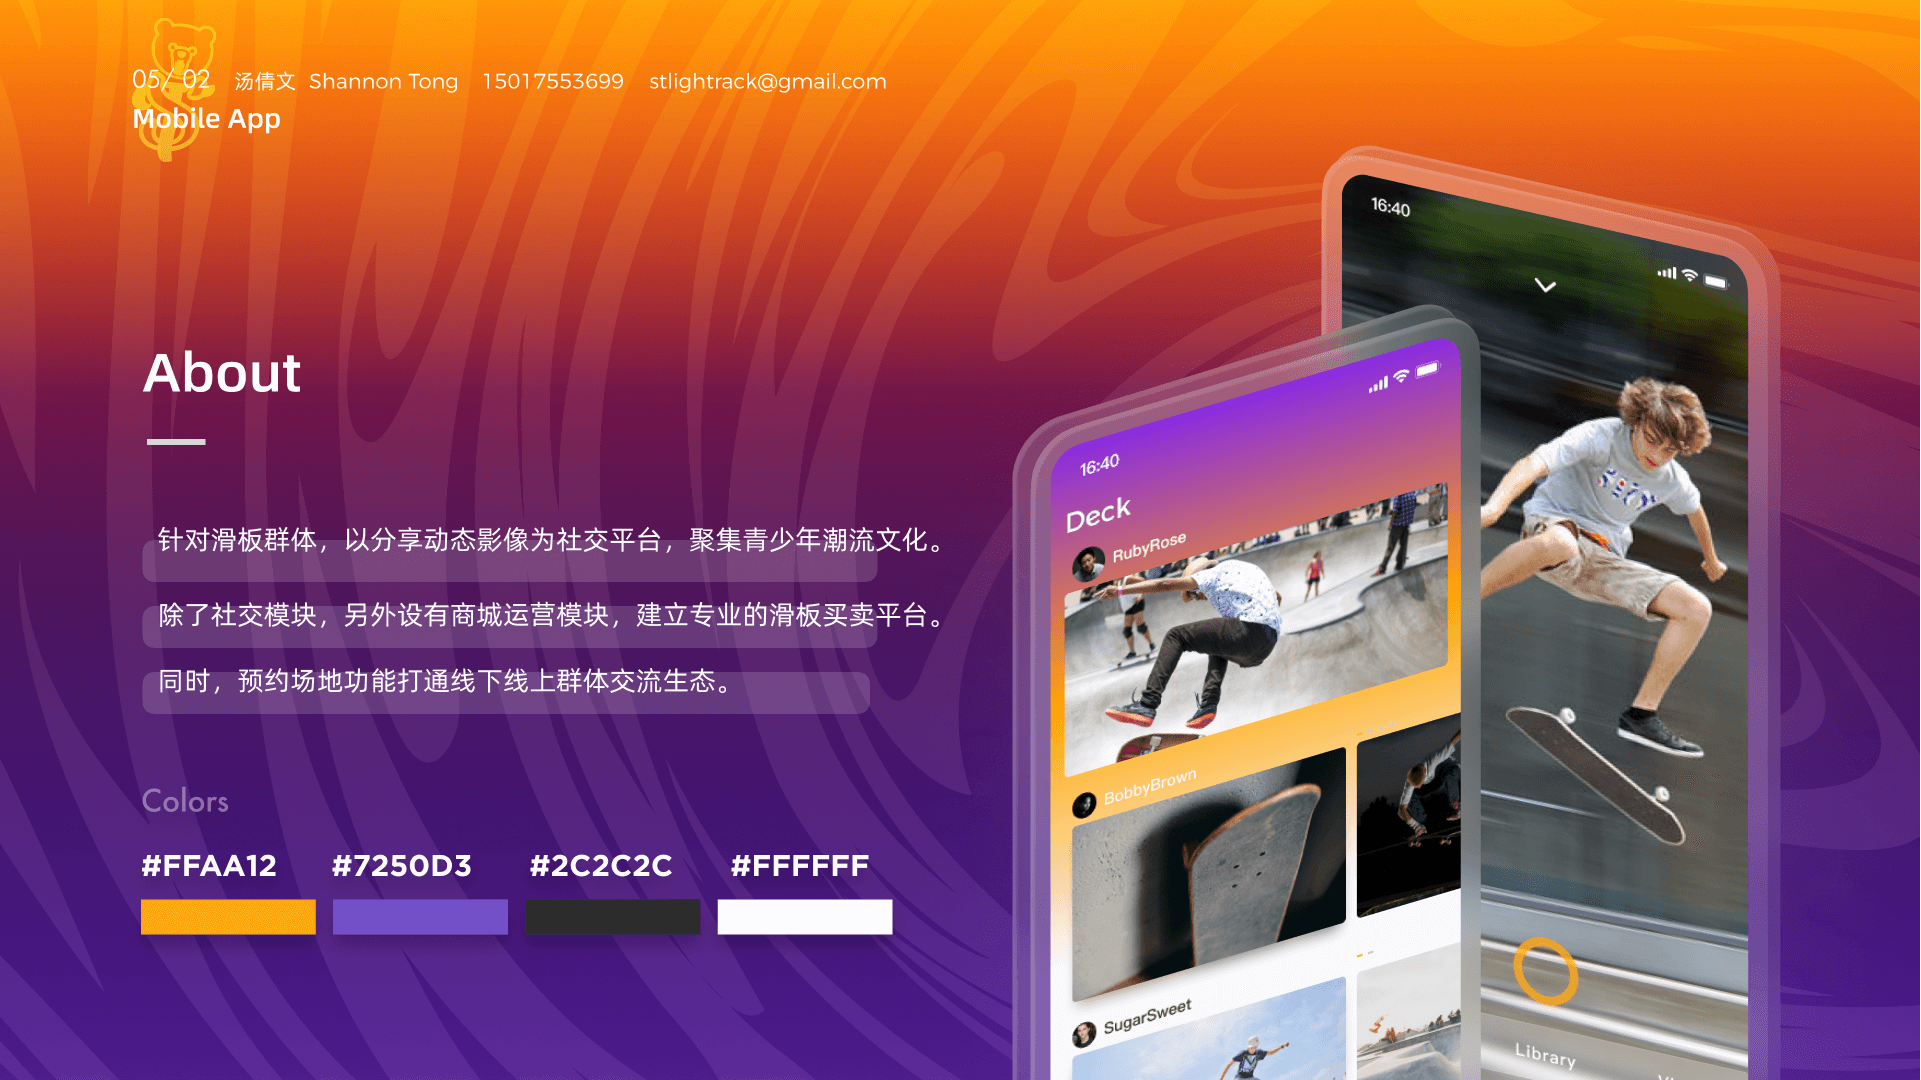 05/ 02 汤倩文 Shannon Tong 15017553699 stlightrack@gmail.com
Mobile App
About
针对滑板群体，以分享动态影像为社交平台，聚集青少年潮流文化。
除了社交模块，另外设有商城运营模块，建立专业的滑板买卖平台。
同时，预约场地功能打通线下线上群体交流生态。
Colors
#FFAA12 #7250D3 #2C2C2C #FFFFFF
16:40
Deck
RubyRose
BobbyBrown
SugarSweet
16:40
Library